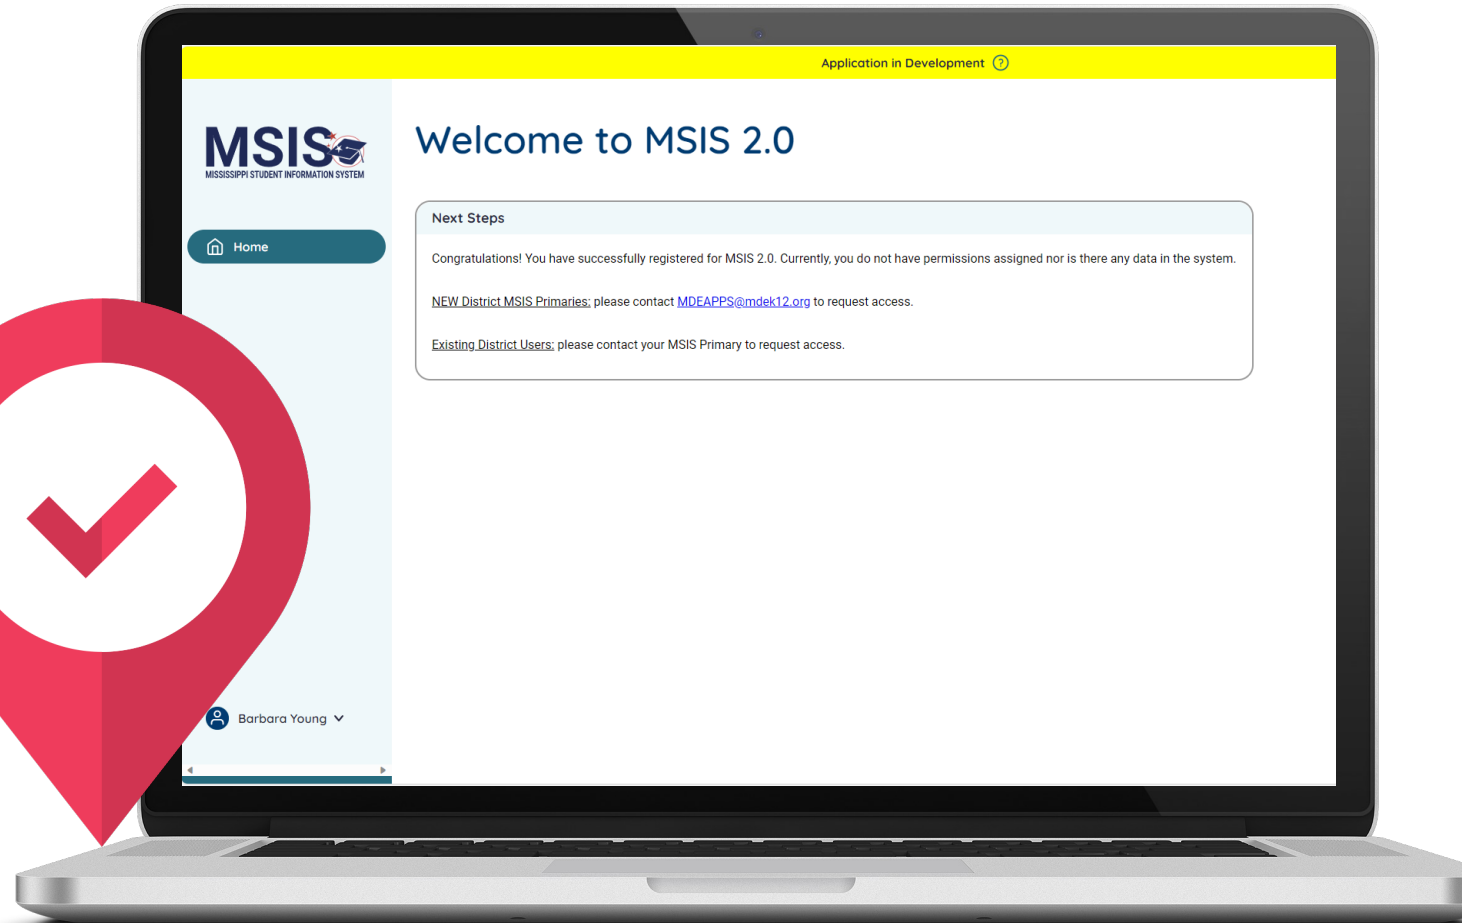 Application in Development ?
MSIS
MISSISSIPPI STUDENT INFORMATION SYSTEM
Welcome to MSIS 2.0
Home
Next Steps
Congratulations! You have successfully registered for MSIS 2.0. Currently, you do not have permissions assigned nor is there any data in the system.
NEW District MSIS Primaries: please contact MDEAPPS@mdek12.org to request access.
Existing District Users: please contact your MSIS Primary to request access.
Barbara Young